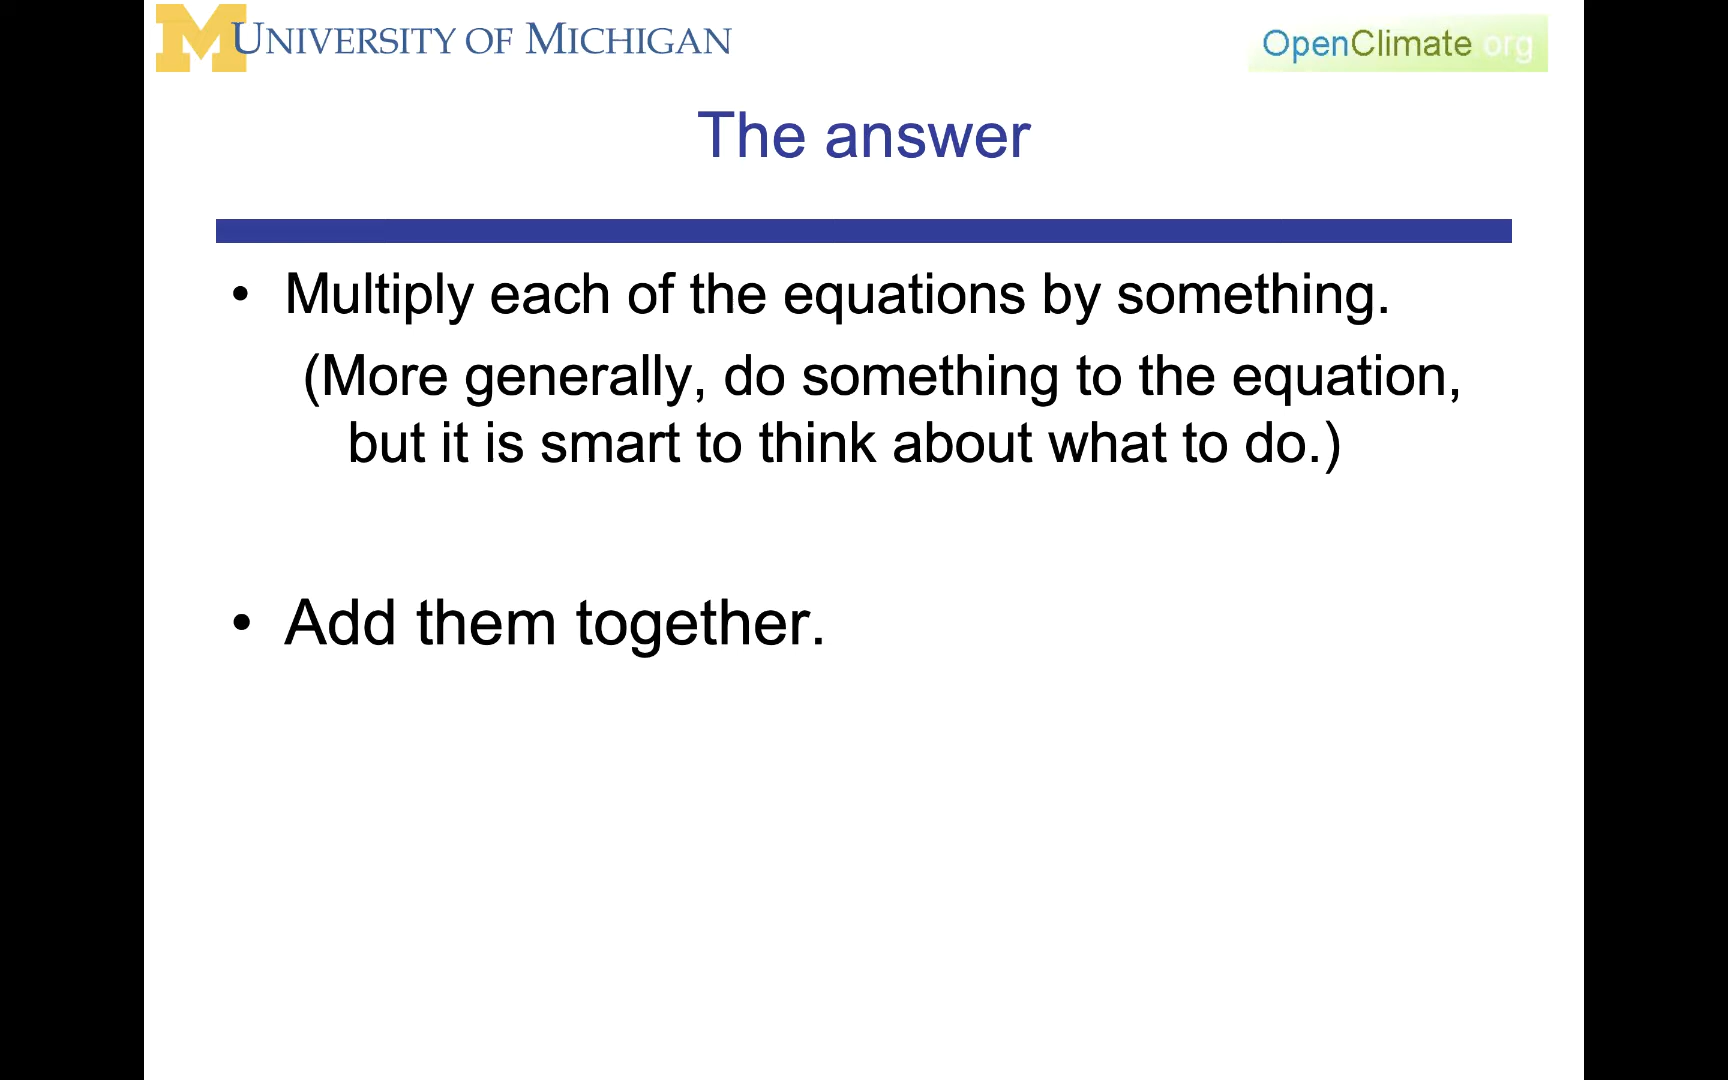 UNIVERSITY OF MICHIGAN
OpenClimate org
The answer
• Multiply each of the equations by something.
(More generally, do something to the equation,
but it is smart to think about what to do.)
• Add them together.